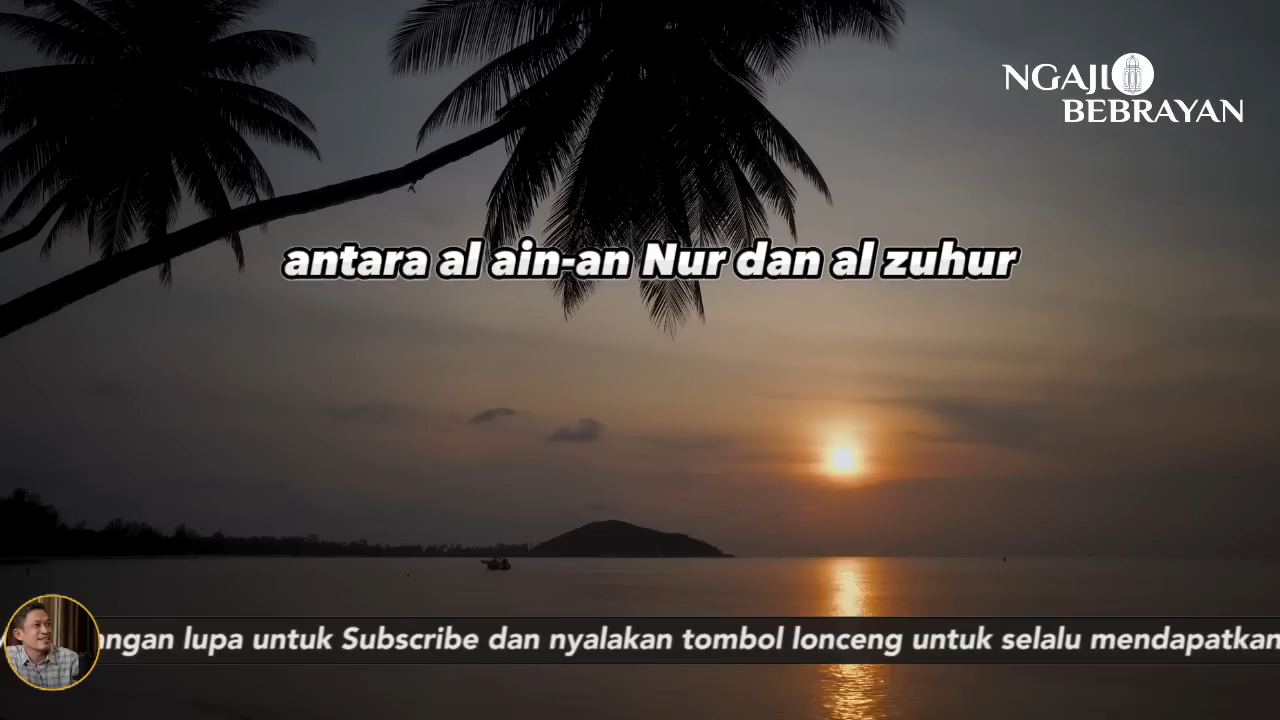 NGAJI
BEBRAYAN
antara al ain-an Nur dan al zuhur
angan lupa untuk Subscribe dan nyalakan tombol lonceng untuk selalu mendapatkan